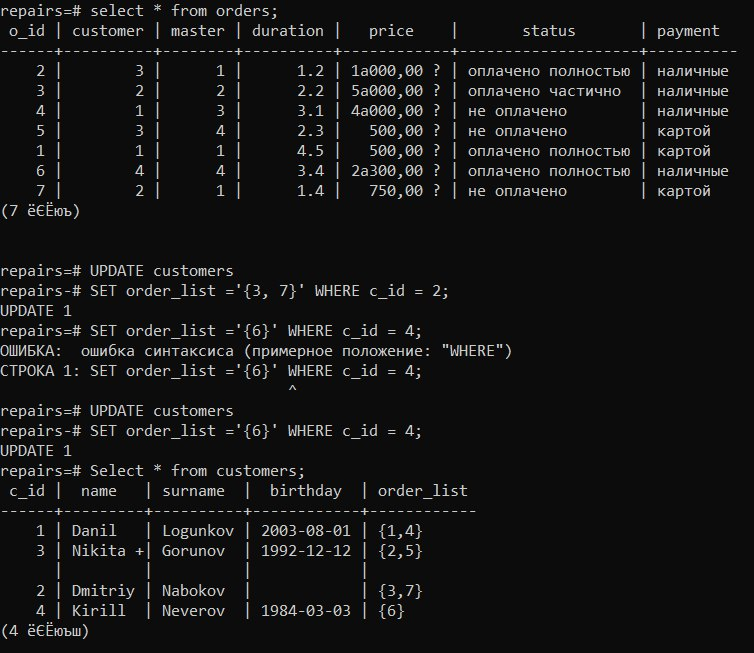 repairs=# select * from orders;
 o_id | customer | master | duration |   price    |      status        | payment
------+----------+--------+----------+------------+--------------------+----------
    2 |        3 |      1 |      1.2 | 1а000,00 ? | оплачено полностью | наличные
    3 |        2 |      2 |      2.2 | 5а000,00 ? | оплачено частично  | наличные
    4 |        1 |      3 |      3.1 | 4а000,00 ? | не оплачено        | наличные
    5 |        3 |      4 |      2.3 |   500,00 ? | не оплачено        | картой
    1 |        1 |      1 |      4.5 |   500,00 ? | оплачено полностью | картой
    6 |        4 |      4 |      3.4 | 2а300,00 ? | оплачено полностью | наличные
    7 |        2 |      1 |      1.4 |   750,00 ? | не оплачено        | картой
(7 ёЄЁюъ)
repairs=# UPDATE customers
repairs-# SET order_list ='{3, 7}' WHERE c_id = 2;
UPDATE 1
repairs=# SET order_list ='{6}' WHERE c_id = 4;
ОШИБКА:  ошибка синтаксиса (примерное положение: "WHERE")
СТРОКА 1: SET order_list ='{6}' WHERE c_id = 4;
                                ^
repairs=# UPDATE customers
repairs-# SET order_list ='{6}' WHERE c_id = 4;
UPDATE 1
repairs=# Select * from customers;
 c_id |  name   | surname  |  birthday  | order_list
------+---------+----------+------------+------------
    1 | Danil   | Logunkov | 2003-08-01 | {1,4}
    3 | Nikita +| Gorunov  | 1992-12-12 | {2,5}
      |         |          |            |
    2 | Dmitriy | Nabokov  |            | {3,7}
    4 | Kirill  | Neverov  | 1984-03-03 | {6}
(4 ёЄЁюъш)